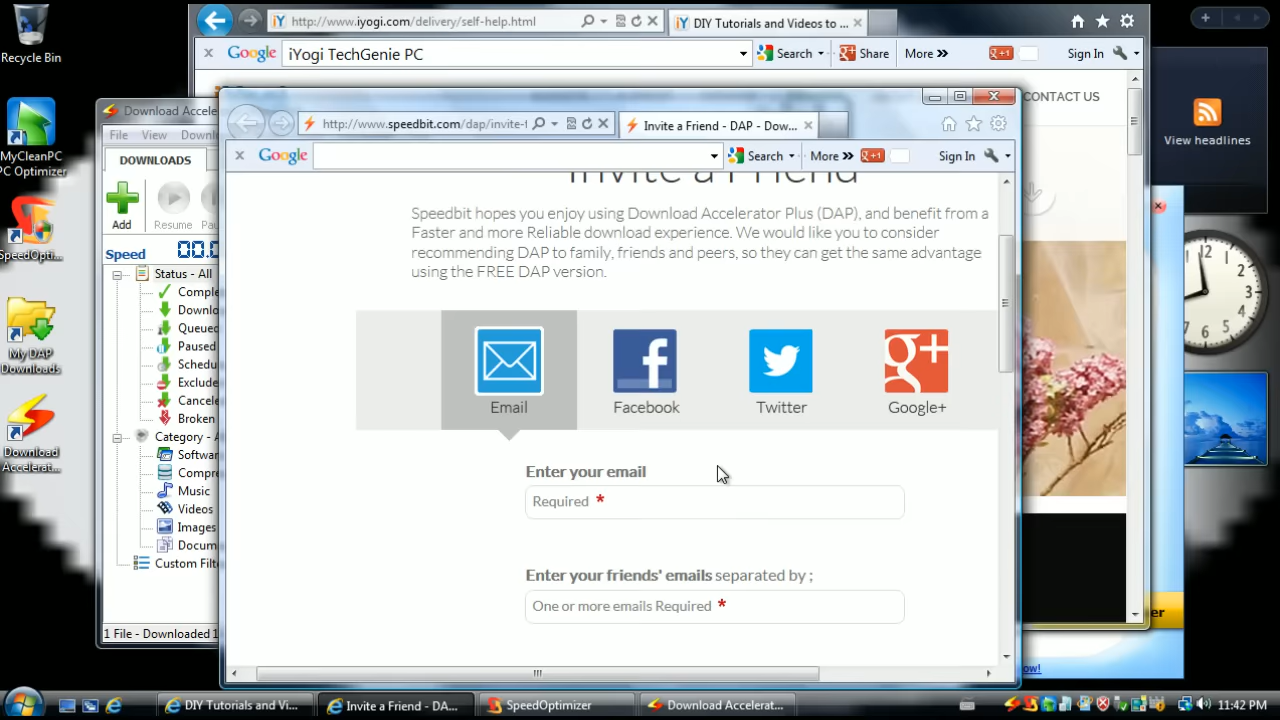 Recycle Bin
MyCleanPC
PC Optimizer
SpeedOpti...
My DAP
Downloads
Download
Accelerat...
http://www.iyogi.com/delivery/self-help.html
DIY Tutorials and Videos to ...
Google
iYogi TechGenie PC
Search
Share
More »
+1
Sign In
CONTACT US
View headlines
Download Accele
File View Downl
DOWNLOADS
Add
Resume
Pau
Speed
00.
Status - All
Comple
Downlo
Queued
Paused
Schedu
Exclude
Cancele
Broken
Category - A
Softwar
Compre
Music
Videos
Images
Docum
Custom Filte
1 File - Downloaded 1
http://www.speedbit.com/dap/invite-f
Invite a Friend - DAP - Dow...
Google
Search
More »
+1
Sign In
Invite a Friend
Speedbit hopes you enjoy using Download Accelerator Plus (DAP), and benefit from a
Faster and more Reliable download experience. We would like you to consider
recommending DAP to family, friends and peers, so they can get the same advantage
using the FREE DAP version.
Email
Facebook
Twitter
Google+
Enter your email
Required *
Enter your friends' emails separated by ;
One or more emails Required *
er
now!
DIY Tutorials and Vi...
Invite a Friend - DA...
SpeedOptimizer
Download Accelerat...
11:42 PM